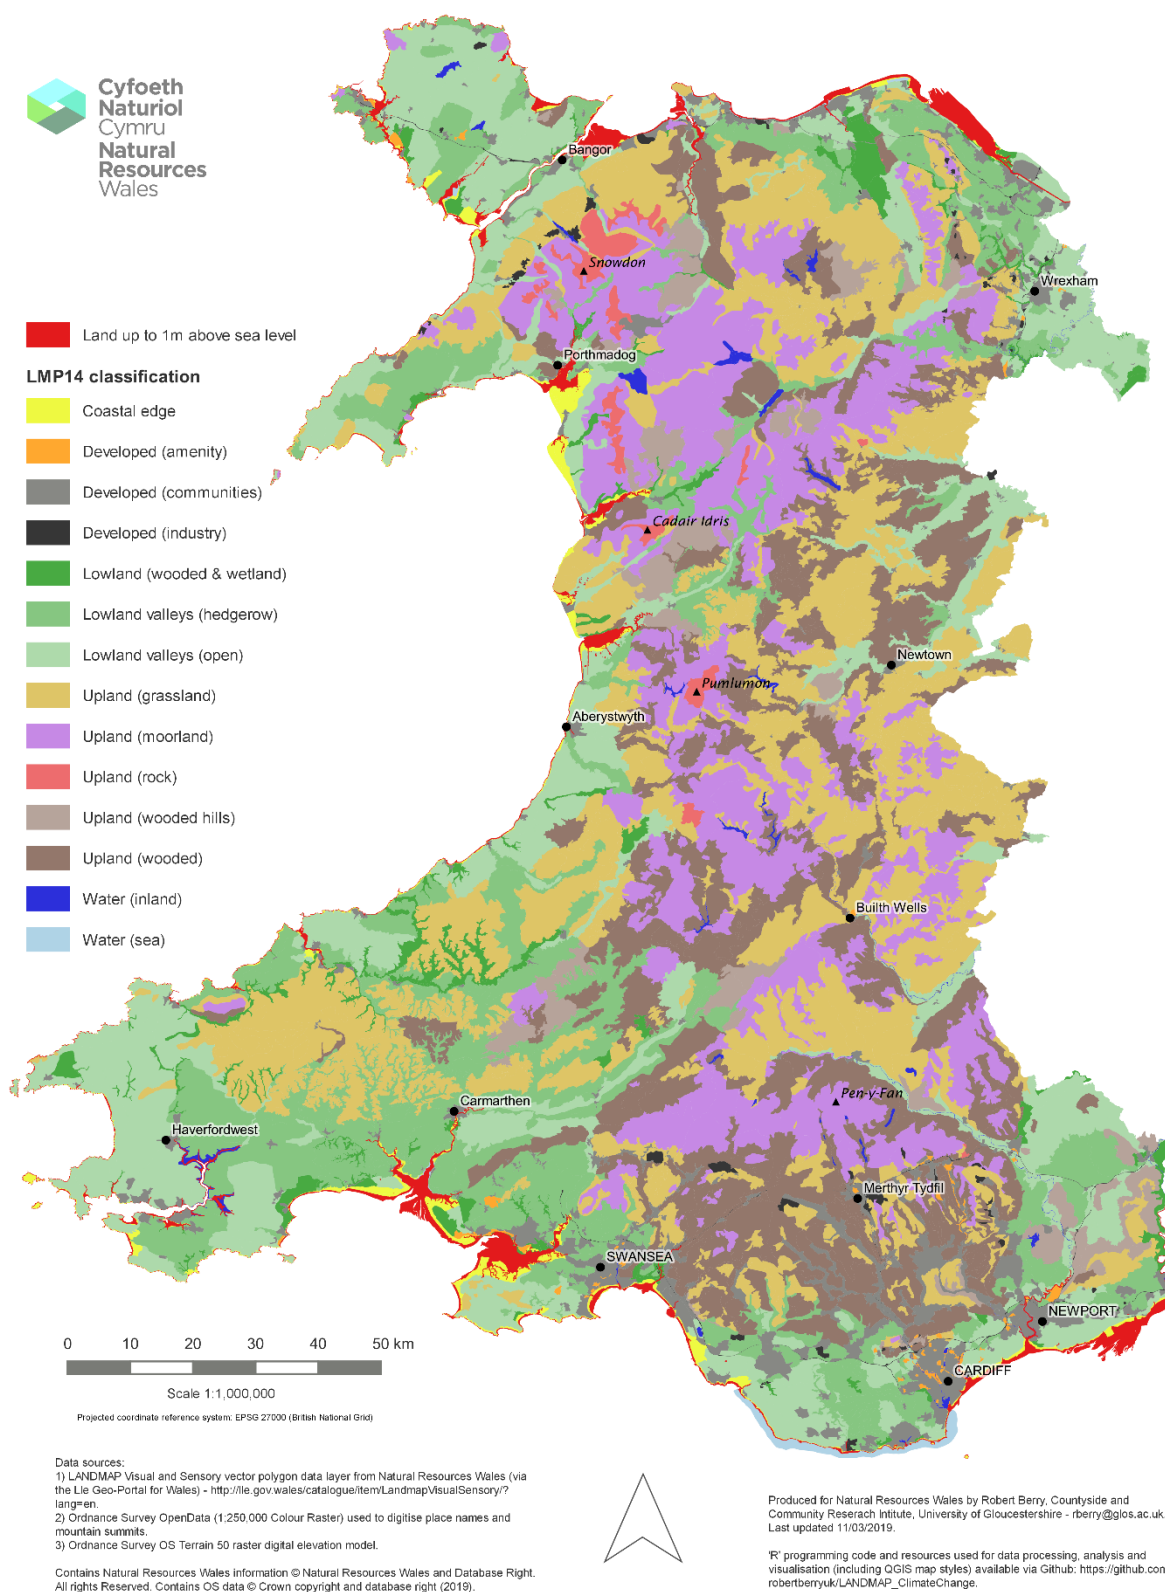 Cyfoeth
Naturiol
Cymru
Natural
Resources
Wales
Land up to 1m above sea level
LMP14 classification
Coastal edge
Developed (amenity)
Developed (communities)
Developed (industry)
Lowland (wooded & wetland)
Lowland valleys (hedgerow)
Lowland valleys (open)
Upland (grassland)
Upland (moorland)
Upland (rock)
Upland (wooded hills)
Upland (wooded)
Water (inland)
Water (sea)
Bangor
Snowdon
Wrexham
Porthmadog
Cadair Idris
Newtown
Pumlumon
Aberystwyth
Builth Wells
Pen-y-Fan
Carmarthen
Haverfordwest
Merthyr Tydfil
SWANSEA
NEWPORT
CARDIFF
0 10 20 30 40 50 km
Scale 1:1,000,000
Projected coordinate reference system: EPSG 27000 (British National Grid)
Data sources:
1) LANDMAP Visual and Sensory vector polygon data layer from Natural Resources Wales (via
the Lle Geo-Portal for Wales) - http://lle.gov.wales/catalogue/item/LandmapVisualSensory/?
lang=en.
2) Ordnance Survey OpenData (1;250,000 Colour Raster) used to digitise place names and
mountain summits.
3) Ordnance Survey OS Terrain 50 raster digital elevation model.
Contains Natural Resources Wales information © Natural Resources Wales and Database Right.
All rights Reserved. Contains OS data © Crown copyright and database right (2019).
Produced for Natural Resources Wales by Robert Berry, Countyside and
Community Reserach Intitute, University of Gloucestershire - rberry@glos.ac.uk.
Last updated 11/03/2019.
'R' programming code and resources used for data processing, analysis and
visualisation (including QGIS map styles) available via Github: https://github.com
robertberryuk/LANDMAP_ClimateChange.